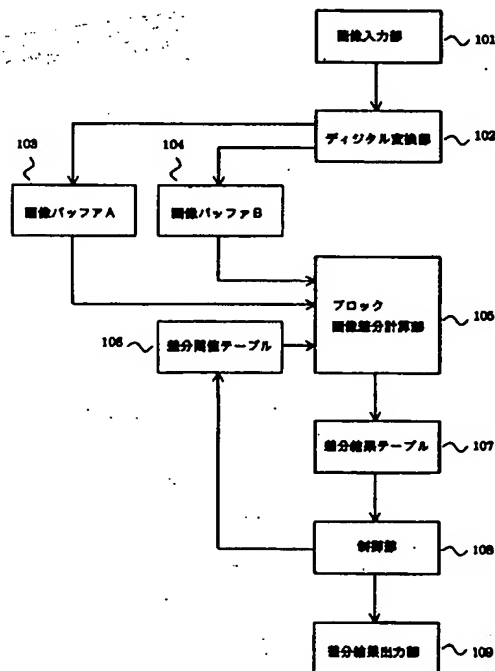 画像入力部
101
ディジタル変換部
102
103
104
画像バッファA
画像バッファB
ブロック
画像差分計算部
105
106
差分閾値テーブル
差分結果テーブル
107
制御部
108
差分結果出力部
109